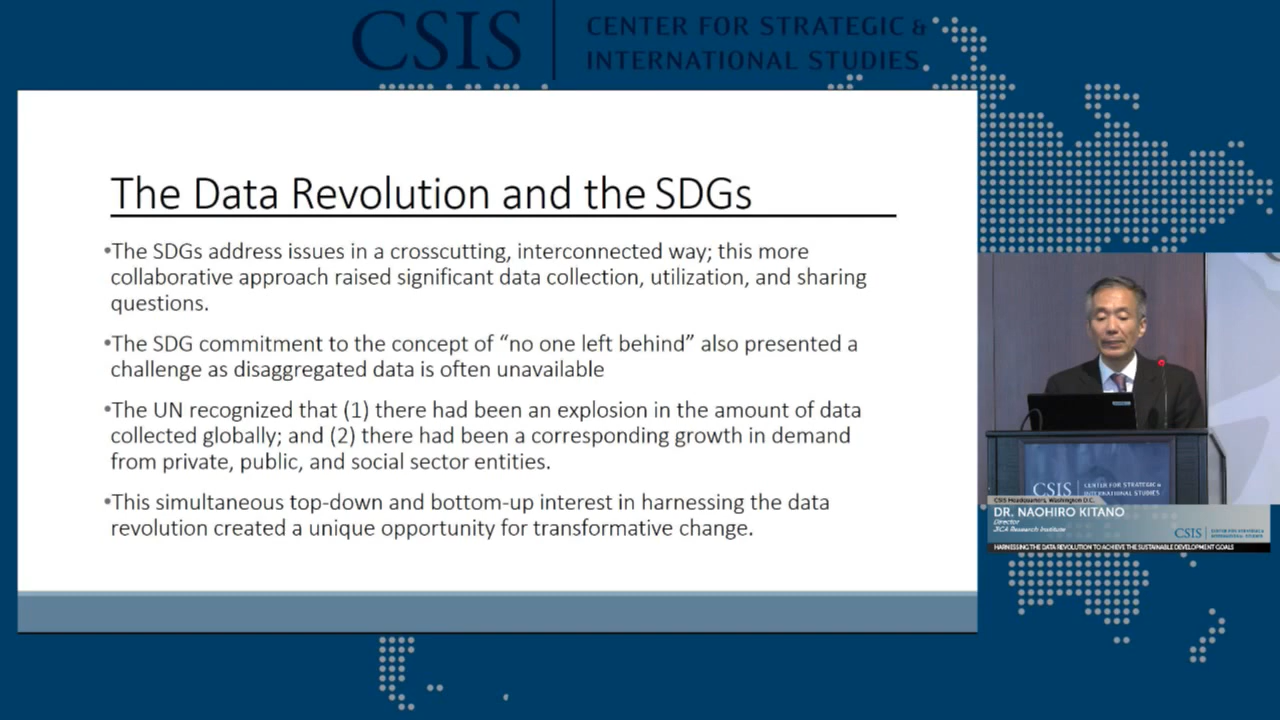 CSIS
CENTER FOR STRATEGIC &
INTERNATIONAL STUDIES
The Data Revolution and the SDGs
•The SDGs address issues in a crosscutting, interconnected way; this more
collaborative approach raised significant data collection, utilization, and sharing
questions.
•The SDG commitment to the concept of “no one left behind” also presented a
challenge as disaggregated data is often unavailable
•The UN recognized that (1) there had been an explosion in the amount of data
collected globally; and (2) there had been a corresponding growth in demand
from private, public, and social sector entities.
•This simultaneous top-down and bottom-up interest in harnessing the data
revolution created a unique opportunity for transformative change.
CSIS
CENTER FOR STRATEGIC &
INTERNATIONAL STUDIES
CSIS Headquarters, Washington D.C.
DR. NAOHIRO KITANO
Director
JICA Research Institute
CSIS
CENTER FOR STRATEGIC &
INTERNATIONAL STUDIES
HARNESSING THE DATA REVOLUTION TO ACHIEVE THE SUSTAINABLE DEVELOPMENT GOALS